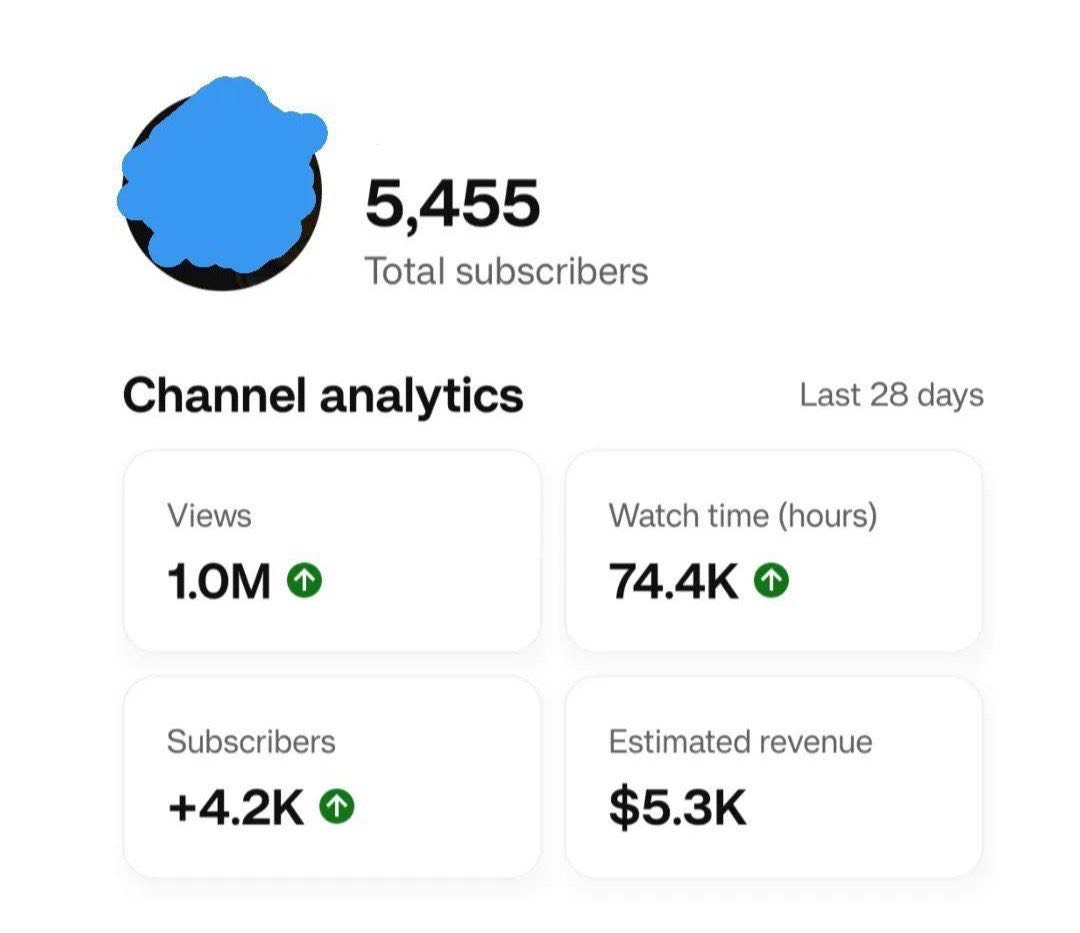 5,455
Total subscribers
Channel analytics
Last 28 days
Views
1.0M
Watch time (hours)
74.4K
Subscribers
+4.2K
Estimated revenue
$5.3K